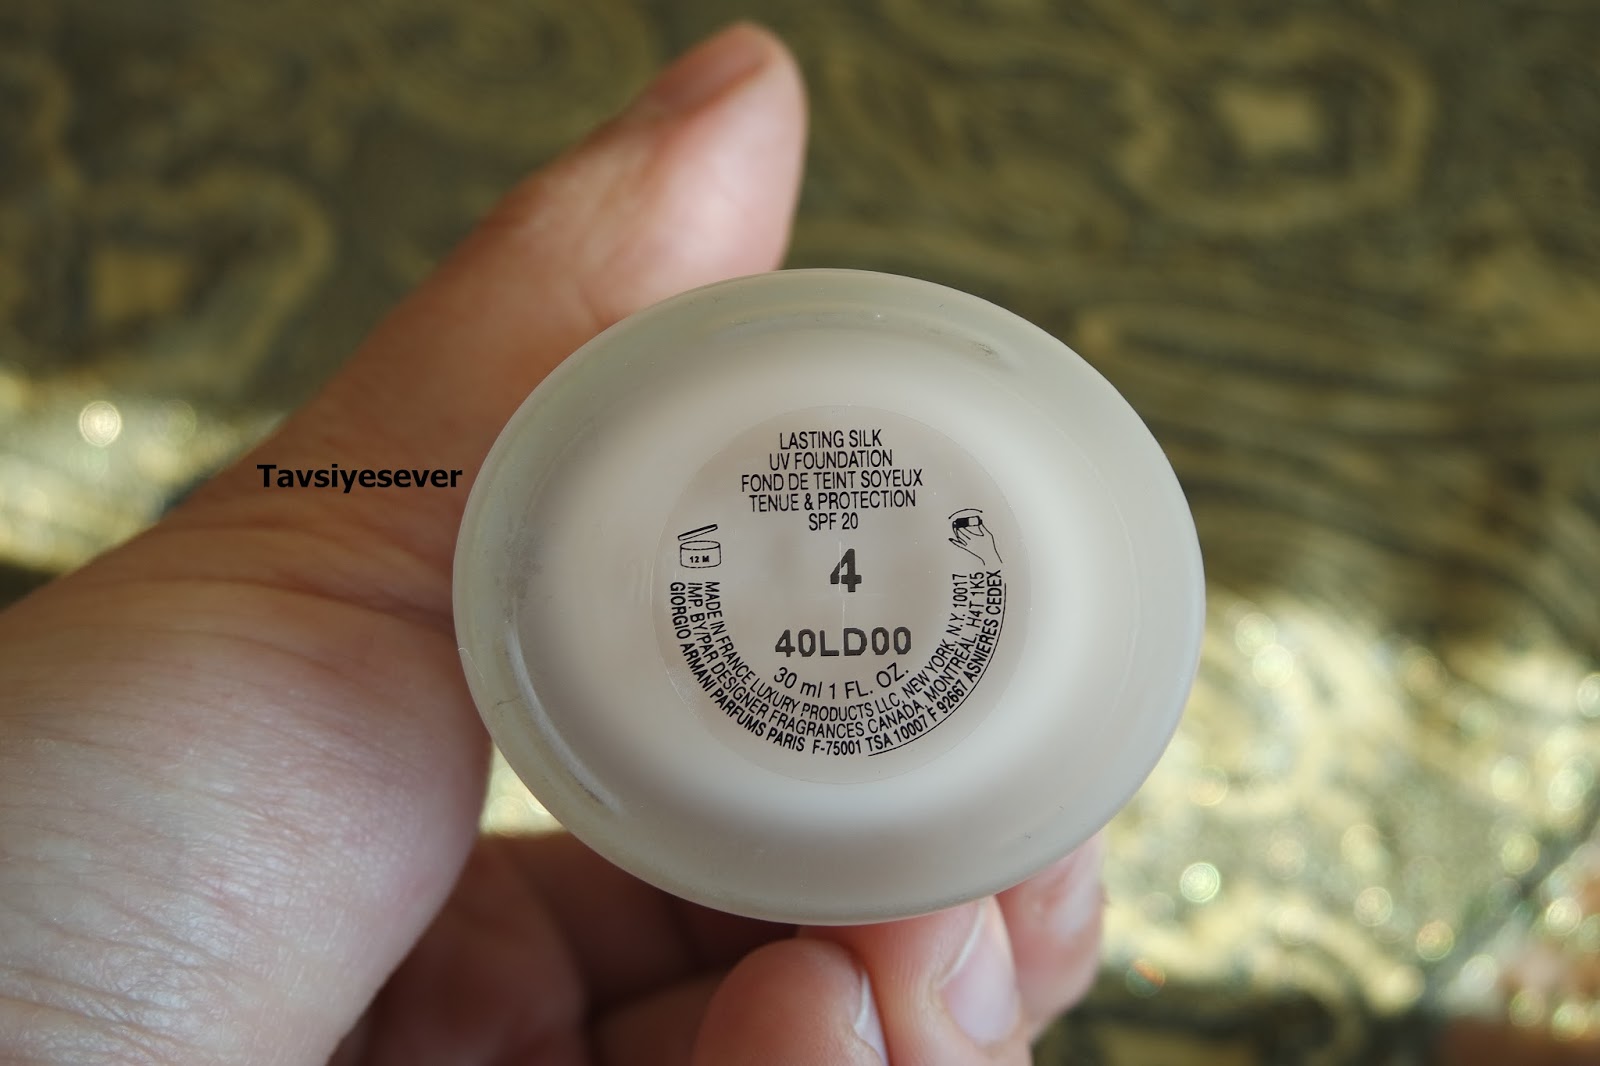 Tavsiyesever
LASTING SILK
UV FOUNDATION
FOND DE TEINT SOYEUX
TENUE & PROTECTION
SPF 20
12 M
4
40LD00
30 ml 1 FL. OZ.
MADE IN FRANCE LUXURY PRODUCTS LLC, NEW YORK, N.Y. 10017
IMP. BY/PAR DESIGNER FRAGRANCES CANADA, MONTREAL, H4T 1K5
GIORGIO ARMANI PARFUMS PARIS F-75001 TSA 10007 F 92667 ASNIERES CEDEX